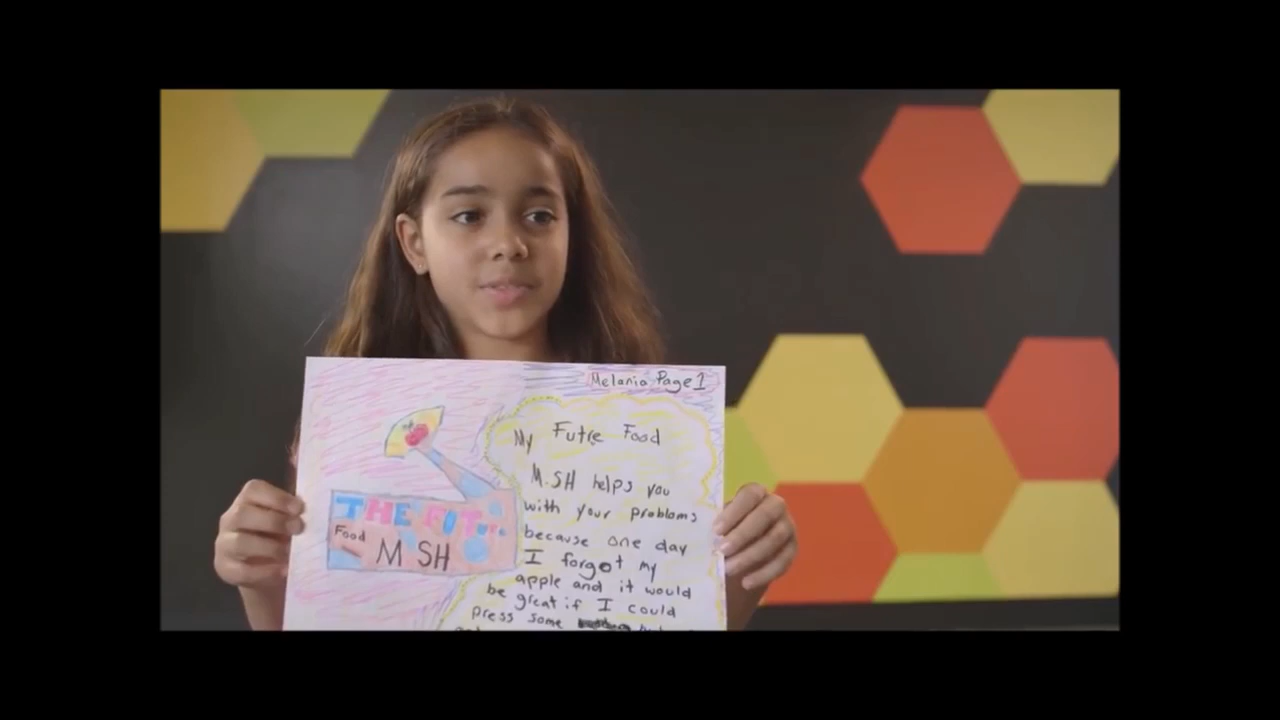 Melania Page 1
My Futre Food
M.SH helps you
with your problems
because one day
I forgot my
apple and it would
be great if I could
press some
THE FIT...
Food
M SH